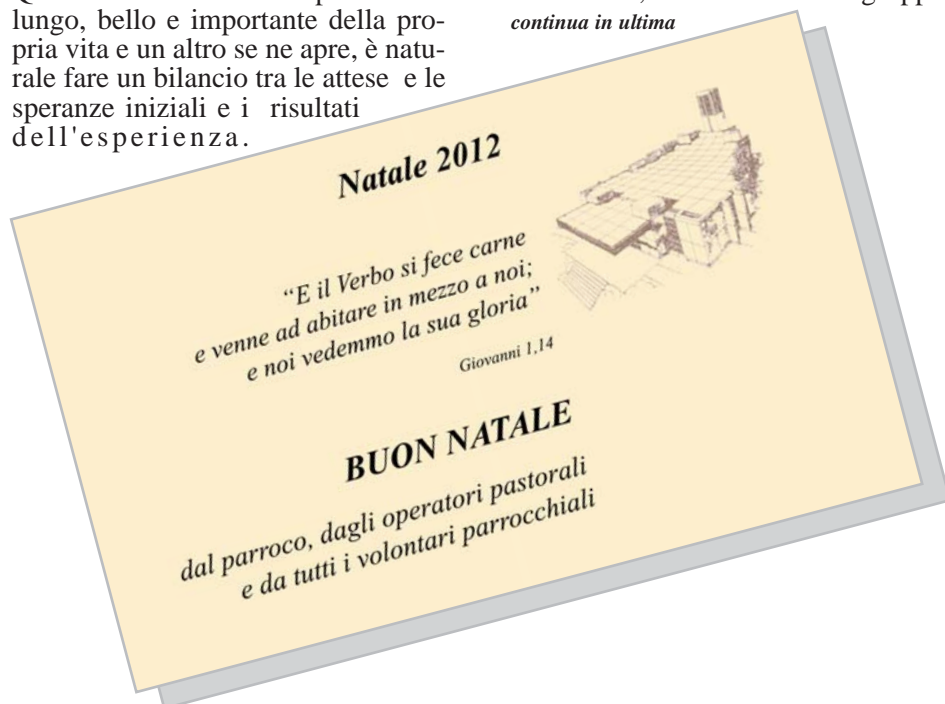 lungo, bello e importante della pro-
pria vita e un altro se ne apre, è natu-
rale fare un bilancio tra le attese e le
speranze iniziali e i risultati
dell'esperienza.
continua in ultima
Natale 2012
“E il Verbo si fece carne
e venne ad abitare in mezzo a noi;
e noi vedemmo la sua gloria”
Giovanni 1,14
BUON NATALE
dal parroco, dagli operatori pastorali
e da tutti i volontari parrocchiali